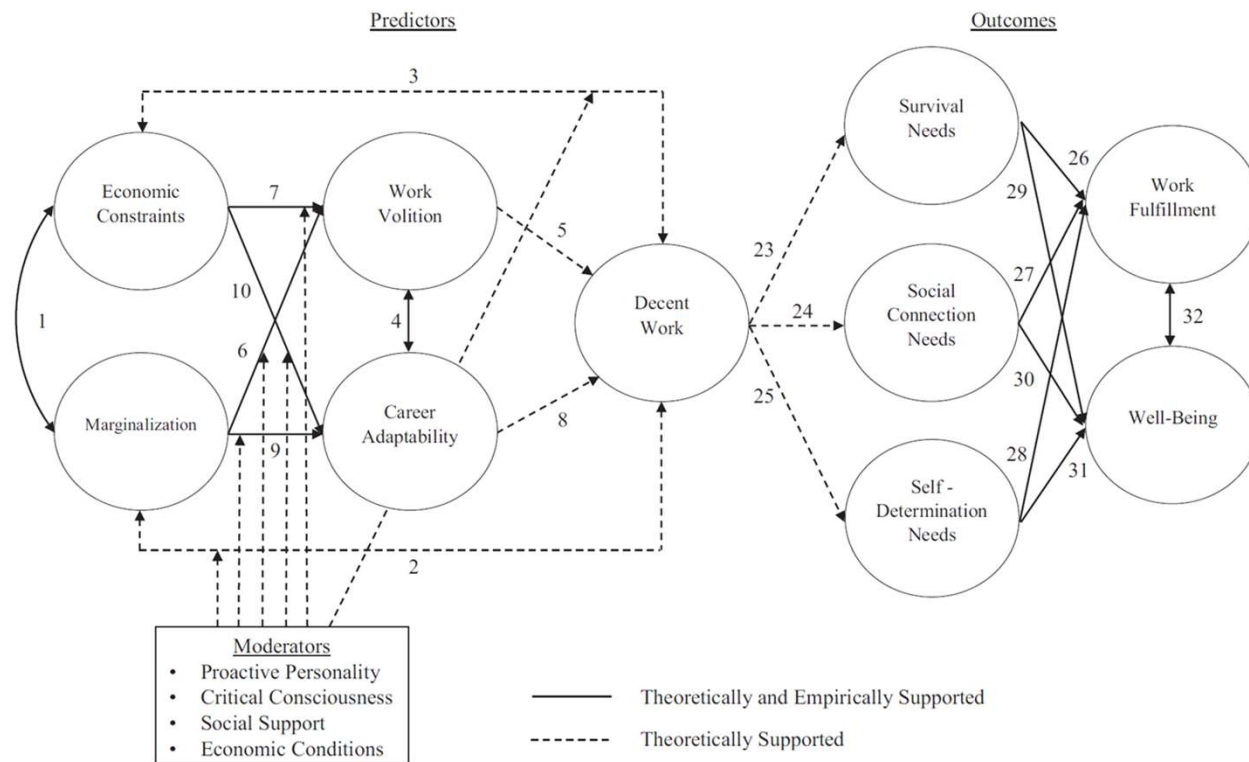 Predictors
Outcomes
3
Survival
Needs
Economic
Constraints
7
Work
Volition
26
29
Work
Fulfillment
5
23
10
1
4
Decent
Work
24
Social
Connection
Needs
27
32
6
30
25
Marginalization
9
Career
Adaptability
8
Well-Being
28
31
Self -
Determination
Needs
2
Moderators
• Proactive Personality
• Critical Consciousness
• Social Support
• Economic Conditions
Theoretically and Empirically Supported
Theoretically Supported